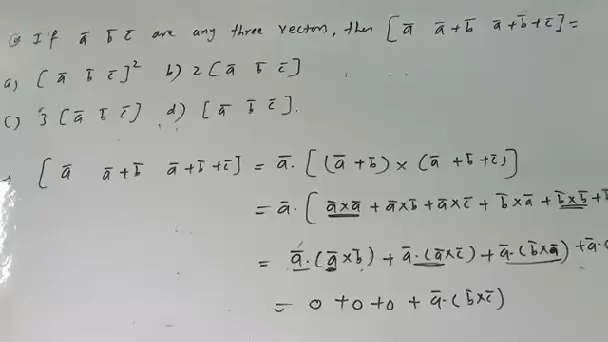 If ā b̄ c̄ are any three vectors, then [ā ā+b̄ ā+b̄+c̄] =
a) [ā b̄ c̄]² b) 2[ā b̄ c̄]
c) 3[ā b̄ c̄] d) [ā b̄ c̄].
[ā ā+b̄ ā+b̄+c̄] = ā.[(ā+b̄)×(ā+b̄+c̄)]
= ā.[ā×ā + ā×b̄ + ā×c̄ + b̄×ā + b̄×b̄ +
= ā.(ā×b̄) + ā.(ā×c̄) + ā.(b̄×ā) + ā.
= 0+0+0 + ā.(b̄×c̄)